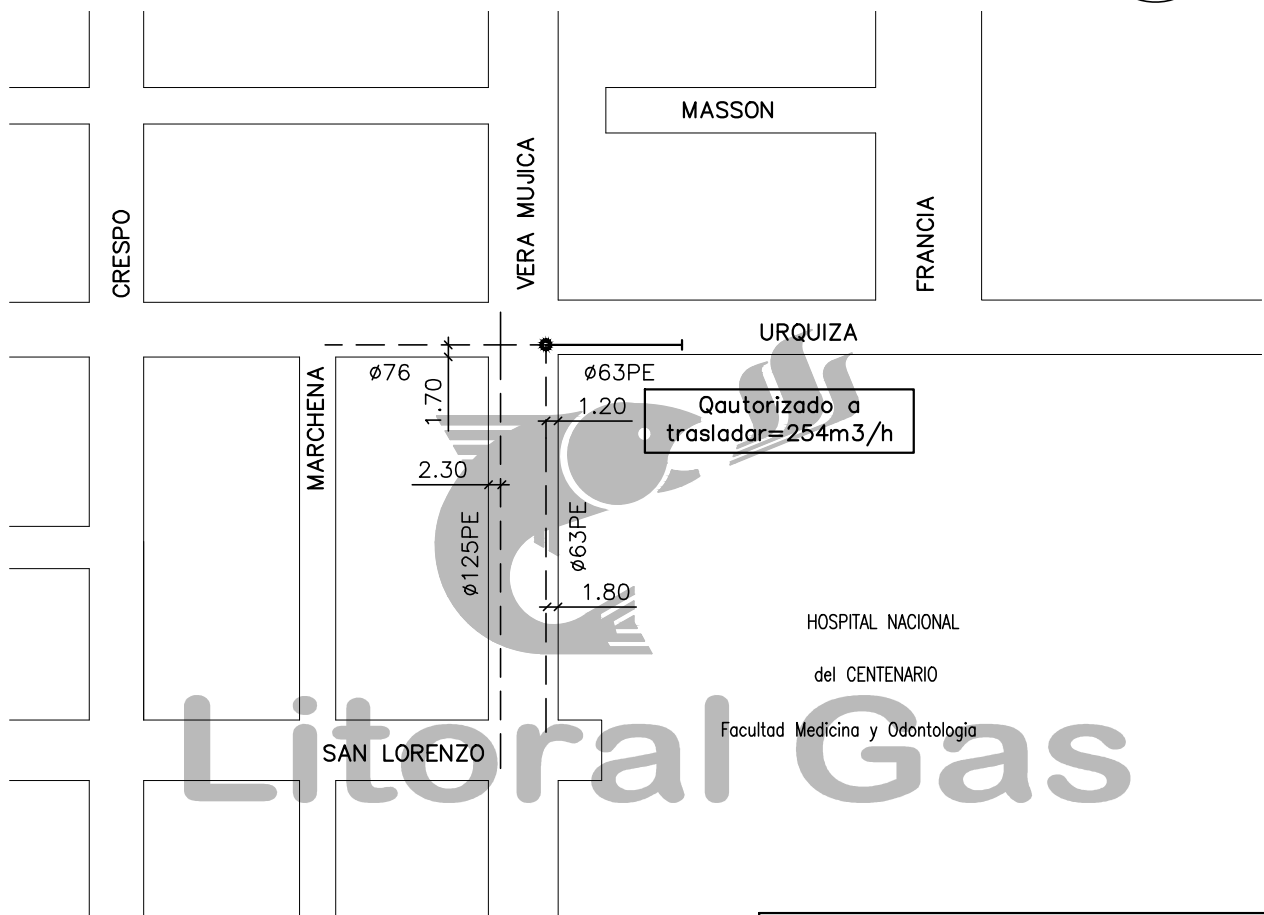 MASSON
VERA MUJICA
CRESPO
FRANCIA
URQUIZA
MARCHENA
ø76
1.70
ø63PE
1.20
Qautorizado a
trasladar=254m3/h
2.30
ø125PE
ø63PE
1.80
HOSPITAL NACIONAL
del CENTENARIO
Facultad Medicina y Odontologia
SAN LORENZO
Litoral Gas